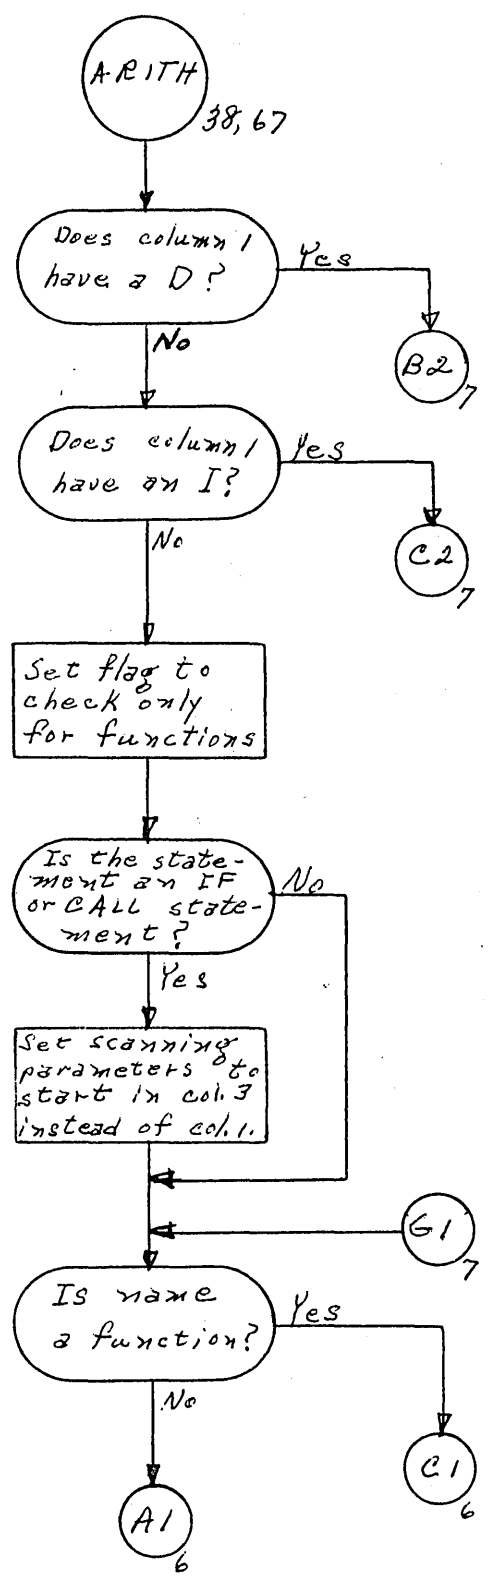 ARITH
38, 67
Does column 1
have a D?
Yes
No
B2
7
Does column 1
have an I?
Yes
No
C2
7
Set flag to
check only
for functions
Is the state-
ment an IF
or CALL state-
ment?
No
Yes
Set scanning
parameters to
start in col. 3
instead of col. 1.
G1
7
Is name
a function?
Yes
No
C1
6
A1
6